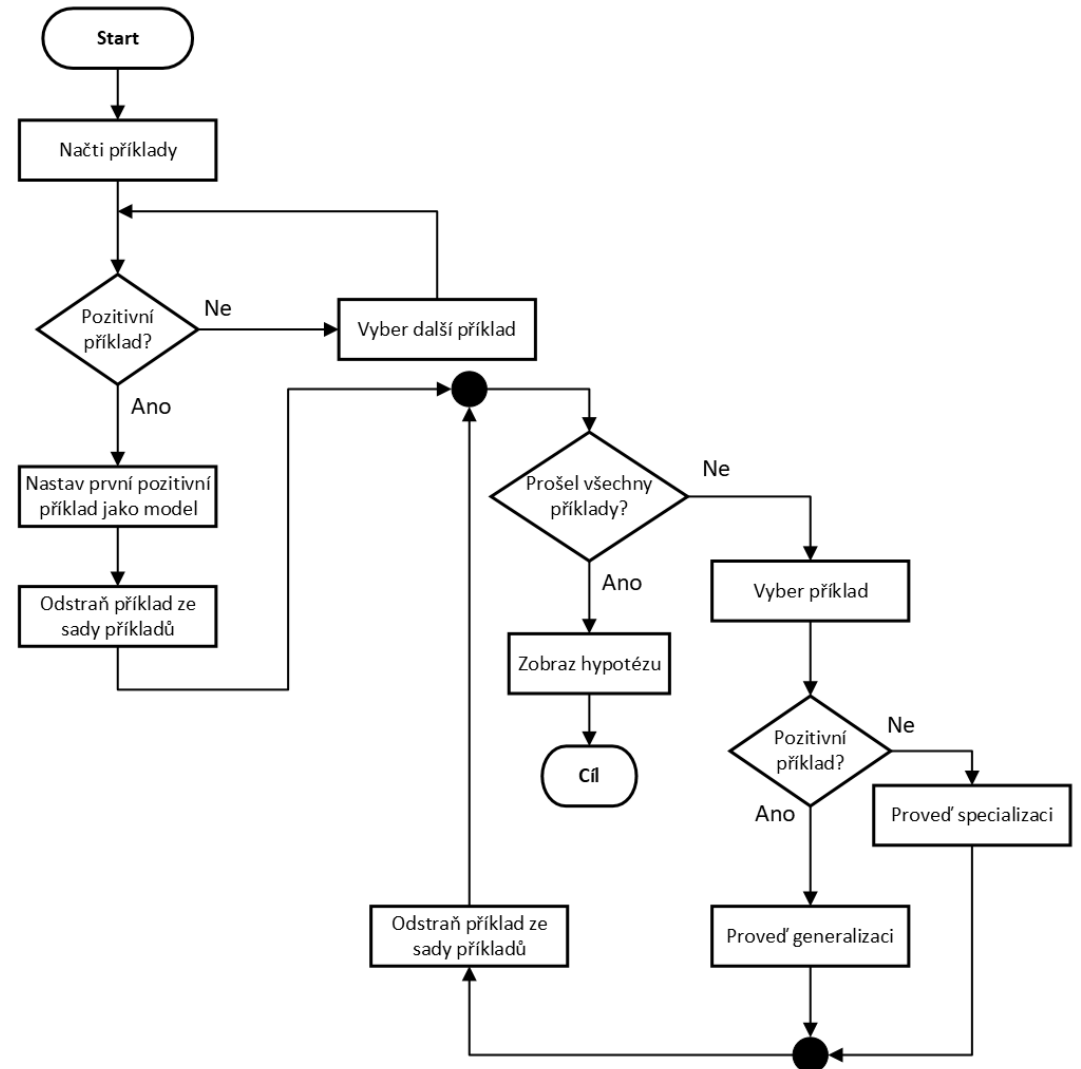 Start
Načti příklady
Pozitivní
příklad?
Ne
Vyber další příklad
Ano
Nastav první pozitivní
příklad jako model
Odstraň příklad ze
sady příkladů
Prošel všechny
příklady?
Ne
Ano
Vyber příklad
Zobraz hypotézu
Cíl
Pozitivní
příklad?
Ne
Ano
Proveď specializaci
Proveď generalizaci
Odstraň příklad ze
sady příkladů